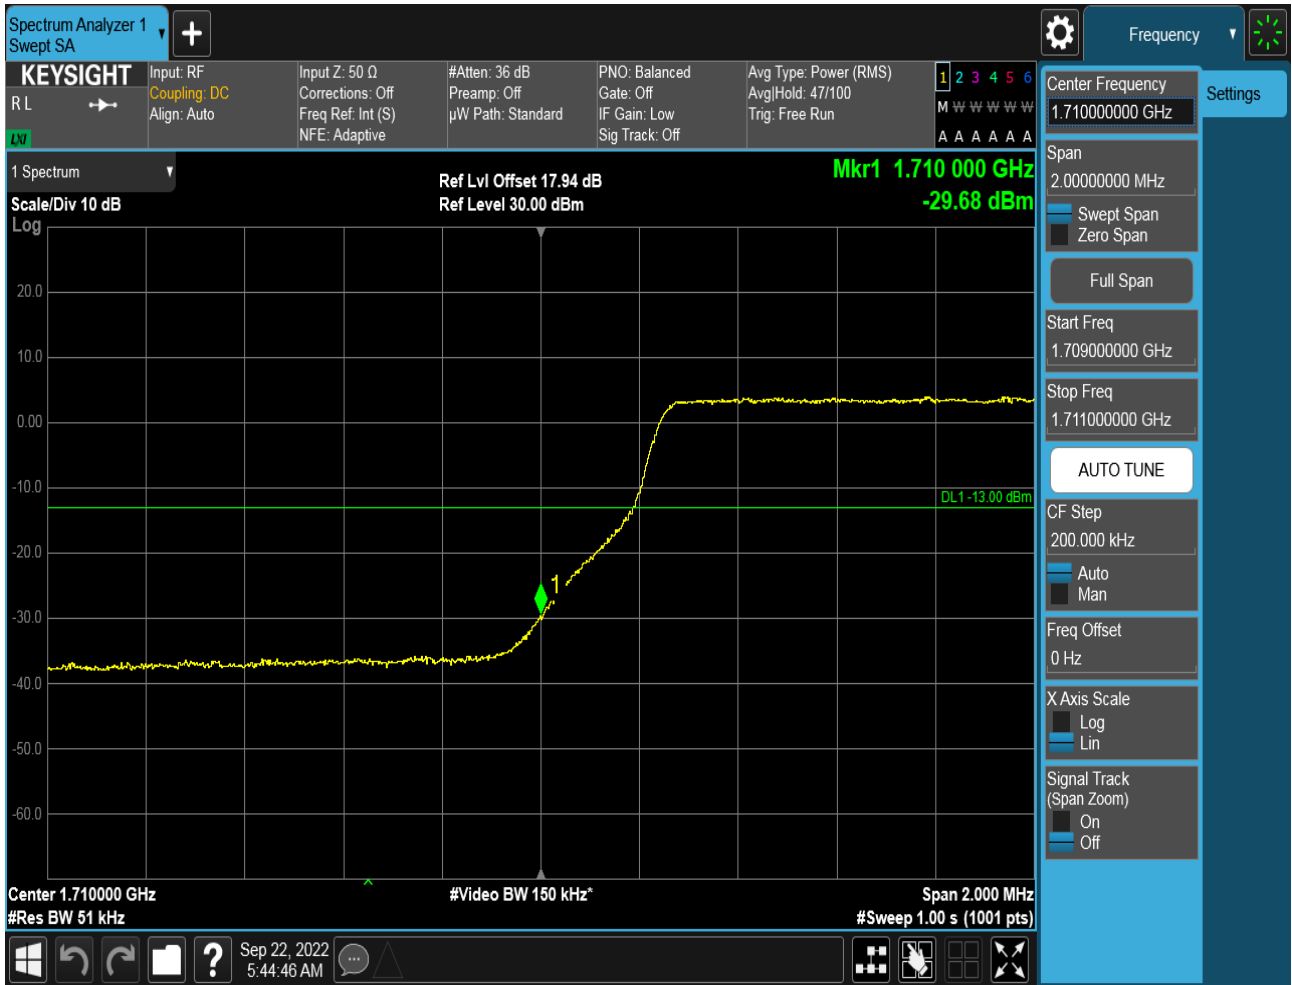 Spectrum Analyzer 1
Swept SA
Frequency
KEYSIGHT
R L
LXI
Input: RF
Coupling: DC
Align: Auto
Input Z: 50 Ω
Corrections: Off
Freq Ref: Int (S)
NFE: Adaptive
#Atten: 36 dB
Preamp: Off
µW Path: Standard
PNO: Balanced
Gate: Off
IF Gain: Low
Sig Track: Off
Avg Type: Power (RMS)
Avg|Hold: 47/100
Trig: Free Run
1 2 3 4 5 6
M W W W W W
A A A A A A
1 Spectrum
Scale/Div 10 dB
Log
Ref Lvl Offset 17.94 dB
Ref Level 30.00 dBm
Mkr1 1.710 000 GHz
-29.68 dBm
20.0
10.0
0.00
-10.0
-20.0
-30.0
-40.0
-50.0
-60.0
DL1 -13.00 dBm
1
Center 1.710000 GHz
#Res BW 51 kHz
#Video BW 150 kHz*
Span 2.000 MHz
#Sweep 1.00 s (1001 pts)
Center Frequency
1.710000000 GHz
Settings
Span
2.00000000 MHz
Swept Span
Zero Span
Full Span
Start Freq
1.709000000 GHz
Stop Freq
1.711000000 GHz
AUTO TUNE
CF Step
200.000 kHz
Auto
Man
Freq Offset
0 Hz
X Axis Scale
Log
Lin
Signal Track
(Span Zoom)
On
Off
?
Sep 22, 2022
5:44:46 AM